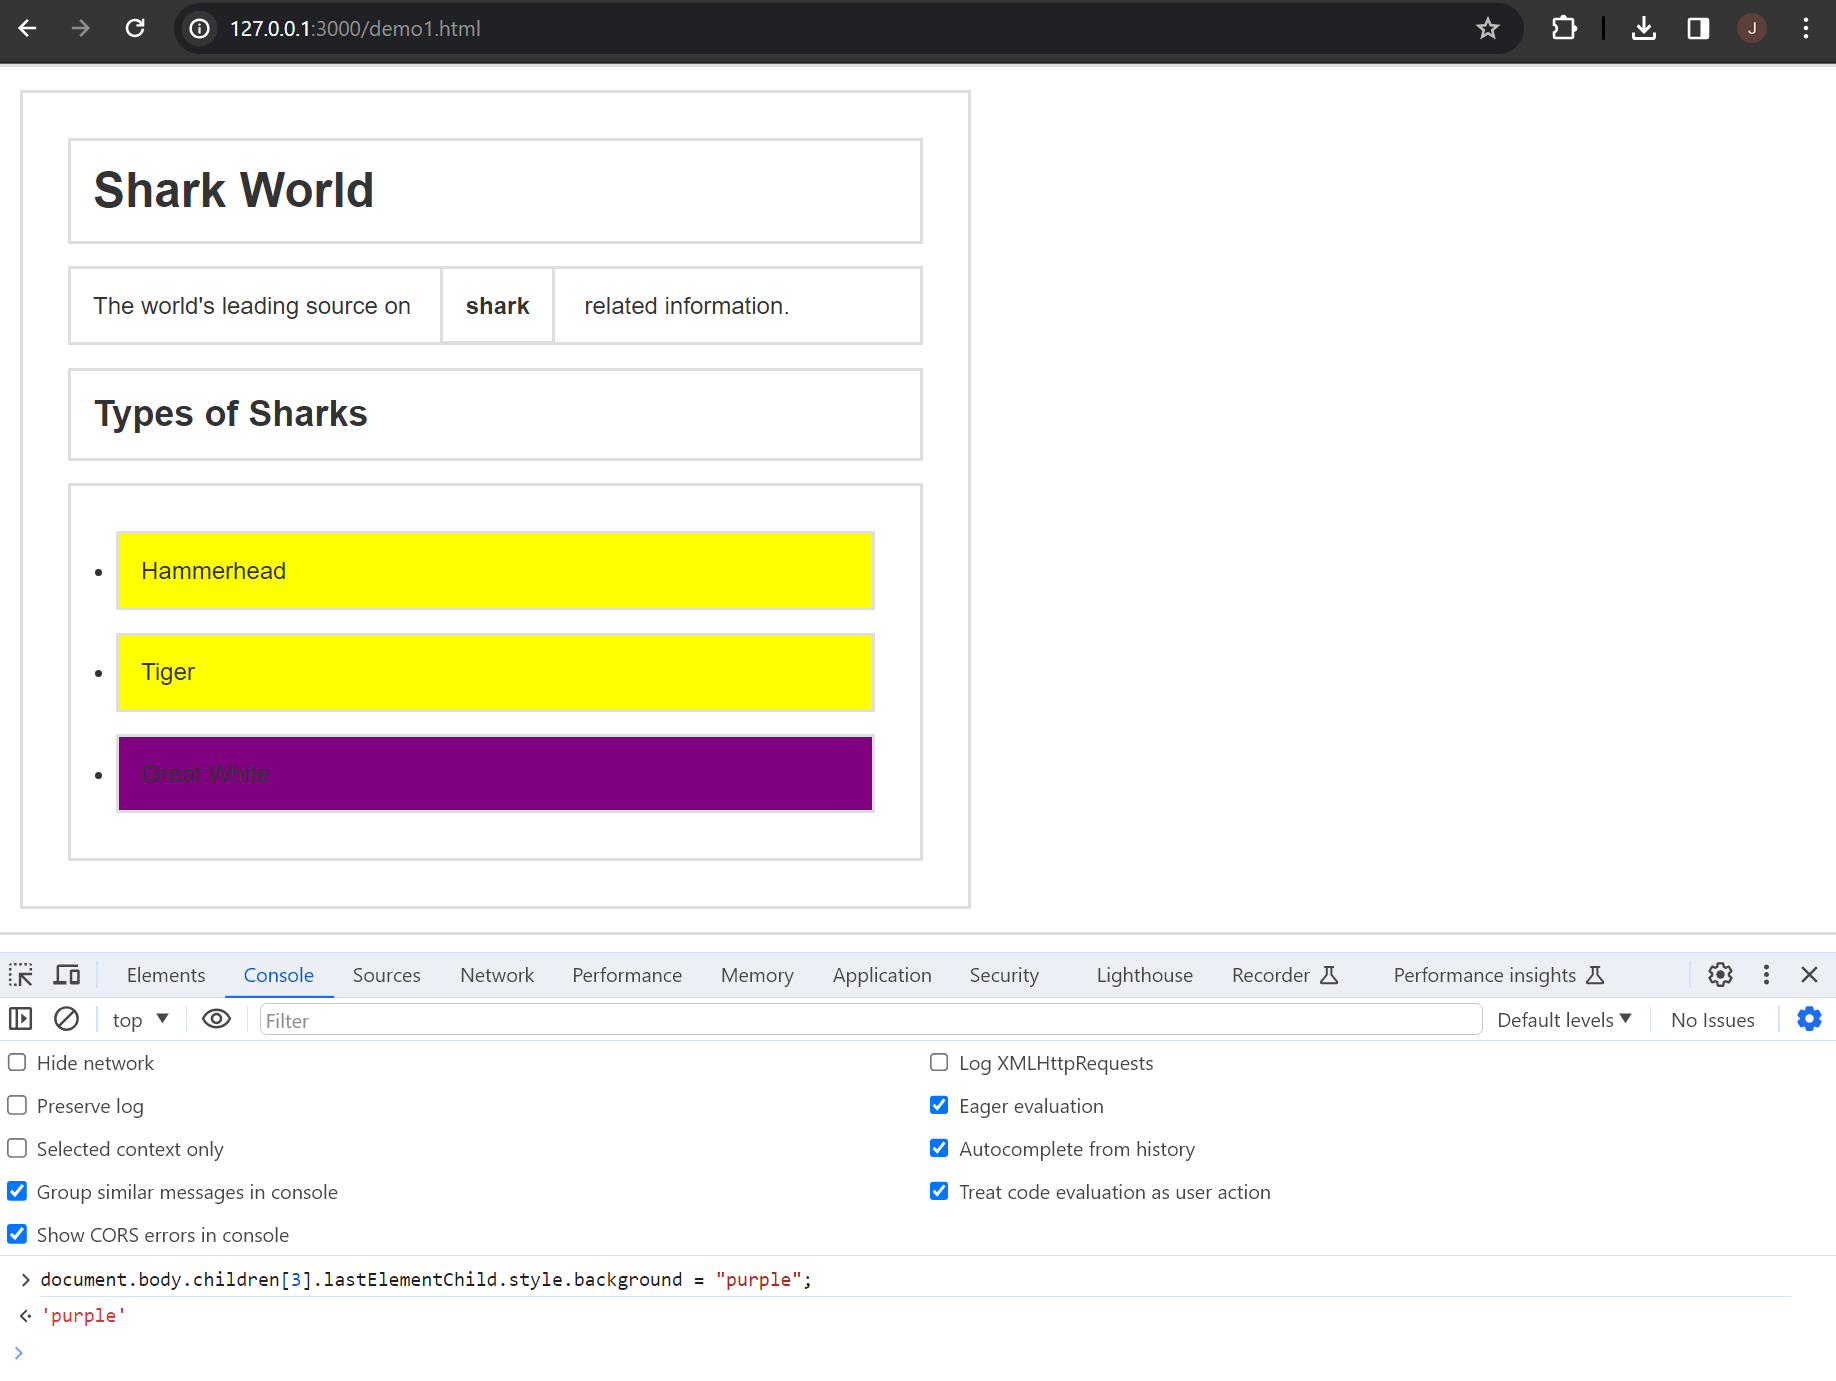 127.0.0.1:3000/demo1.html
J
Shark World
The world's leading source on shark related information.
Types of Sharks
Hammerhead
Tiger
Great White
Elements Console Sources Network Performance Memory Application Security Lighthouse Recorder Performance insights
top Filter Default levels No Issues
Hide network Log XMLHttpRequests
Preserve log Eager evaluation
Selected context only Autocomplete from history
Group similar messages in console Treat code evaluation as user action
Show CORS errors in console
document.body.children[3].lastElementChild.style.background = "purple";
'purple'